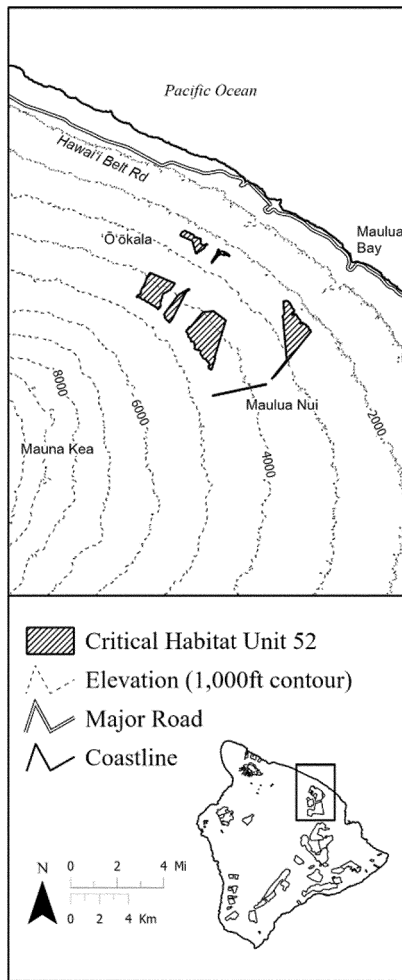 Pacific Ocean
Hawai‘i Belt Rd
Maulua
Bay
‘Ō‘ōkala
8000
6000
Maulua Nui
2000
Mauna Kea
4000
Critical Habitat Unit 52
Elevation (1,000ft contour)
Major Road
Coastline
N
0 2 4 Mi
0 2 4 Km